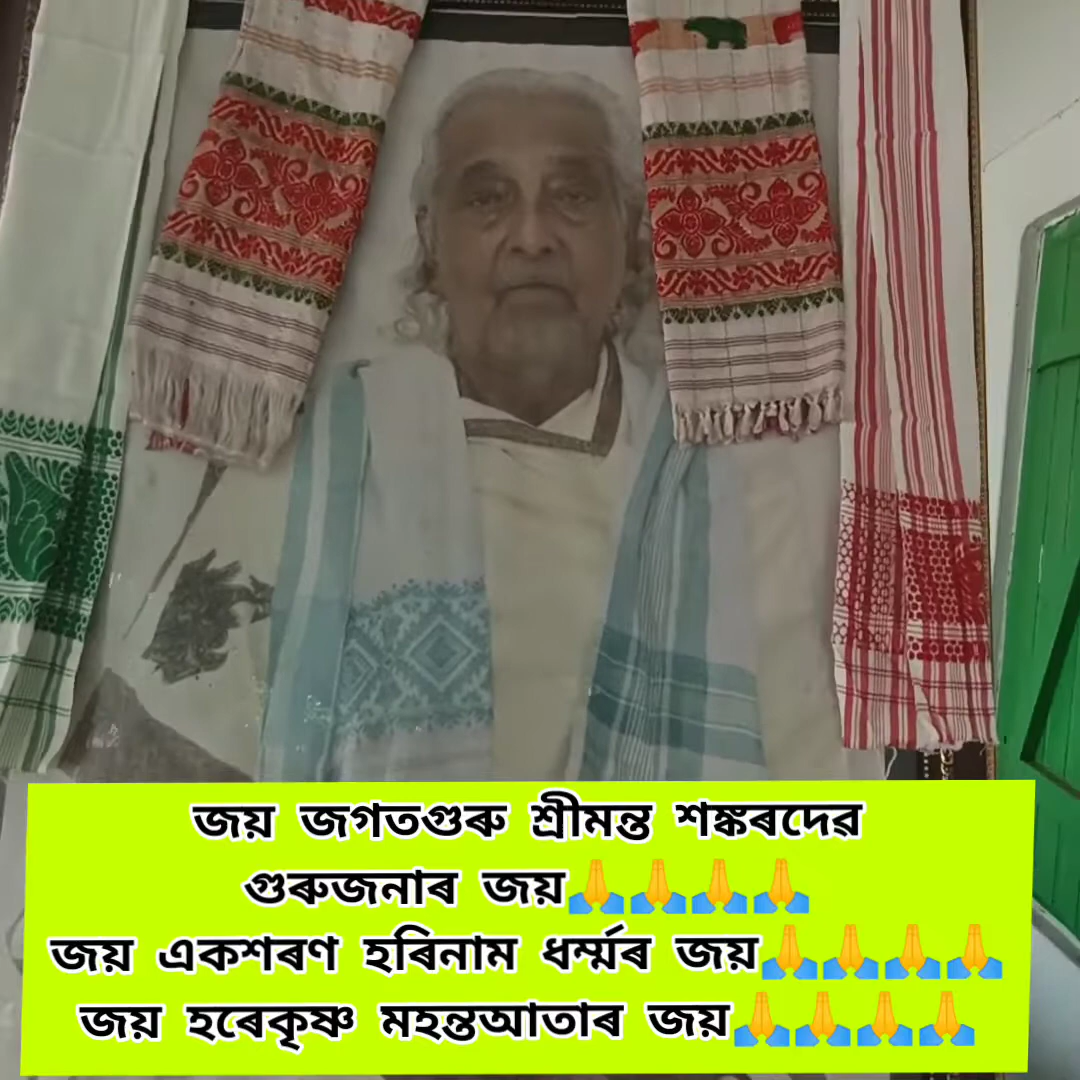 জয় জগতগুৰু শ্ৰীমন্ত শঙ্কৰদেৱ
গুৰুজনাৰ জয়🙏🙏🙏🙏
জয় একশৰণ হৰিনাম ধৰ্ম্মৰ জয়🙏🙏🙏🙏
জয় হৰেকৃষ্ণ মহন্তআতাৰ জয়🙏🙏🙏🙏